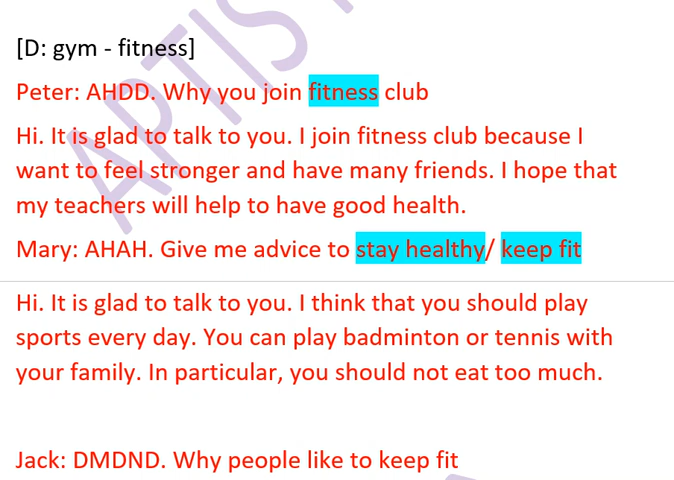 [D: gym - fitness]
Peter: AHDD. Why you join fitness club
Hi. It is glad to talk to you. I join fitness club because I
want to feel stronger and have many friends. I hope that
my teachers will help to have good health.
Mary: AHAH. Give me advice to stay healthy/ keep fit
Hi. It is glad to talk to you. I think that you should play
sports every day. You can play badminton or tennis with
your family. In particular, you should not eat too much.
Jack: DMDND. Why people like to keep fit
APTIS